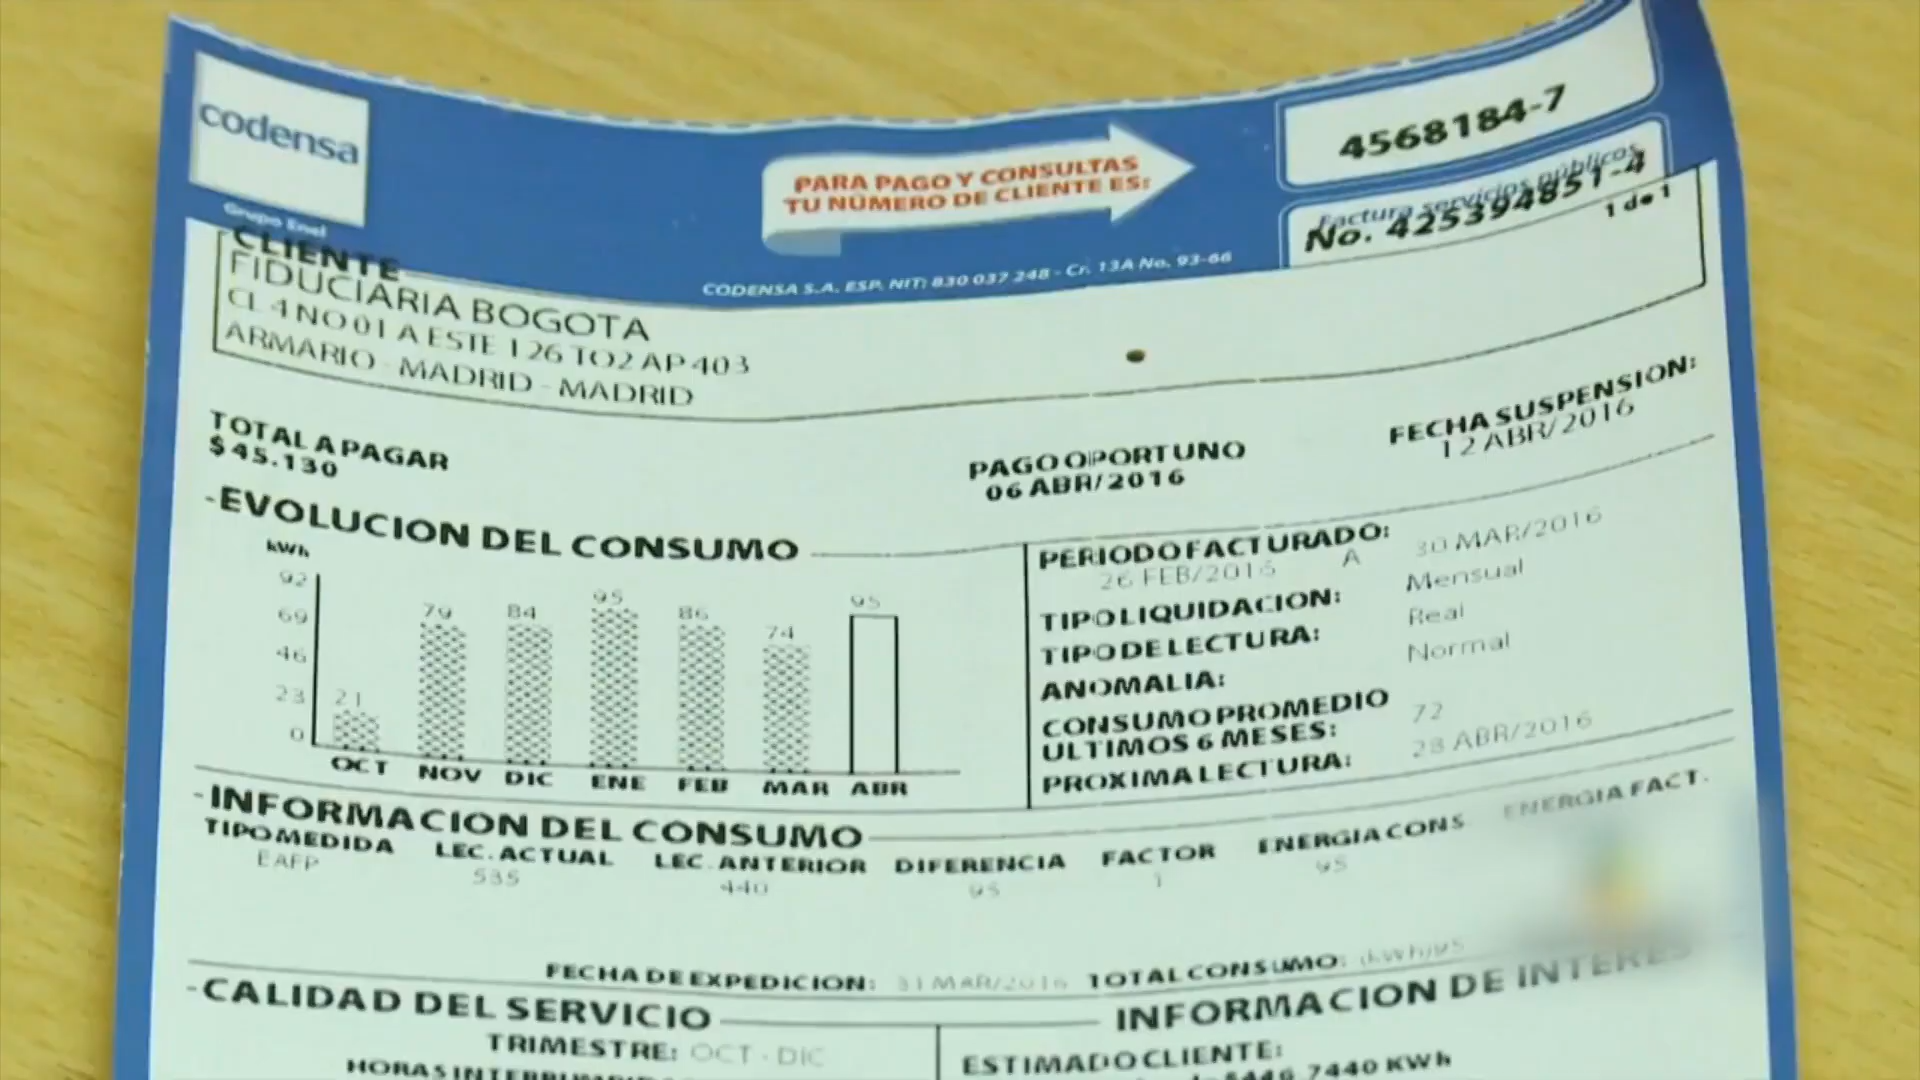 codensa
Grupo Enel
PARA PAGO Y CONSULTAS
TU NÚMERO DE CLIENTE ES:
4568184-7
Factura servicios públicos
No. 425394851-4
1 de 1
CODENSA S.A. ESP. NIT: 830 037 248 - Cr. 13A No. 93-66
CLIENTE
FIDUCIARIA BOGOTA
CL 4 NO 01 A ESTE 126 TO2 AP 403
ARMARIO - MADRID - MADRID
TOTAL A PAGAR
$ 45.130
PAGO OPORTUNO
06 ABR/2016
FECHA SUSPENSION:
12 ABR/2016
-EVOLUCION DEL CONSUMO
kWh
92
69
46
23
0
21 79 84 95 86 74 95
OCT NOV DIC ENE FEB MAR ABR
PERIODO FACTURADO:
26 FEB/2016 A 30 MAR/2016
TIPO LIQUIDACION: Mensual
TIPO DE LECTURA: Real
ANOMALIA: Normal
CONSUMO PROMEDIO
ULTIMOS 6 MESES: 72
PROXIMA LECTURA: 28 ABR/2016
-INFORMACION DEL CONSUMO
TIPO MEDIDA LEC. ACTUAL LEC. ANTERIOR DIFERENCIA FACTOR ENERGIA CONS ENERGIA FACT.
EAFP 535 440 95 1 95
FECHA DE EXPEDICION: 31 MAR/2016 TOTAL CONSUMO: (kWh)95
-CALIDAD DEL SERVICIO
TRIMESTRE: OCT - DIC
HORAS
INFORMACION DE INTERES
ESTIMADO CLIENTE:
7440 KWh